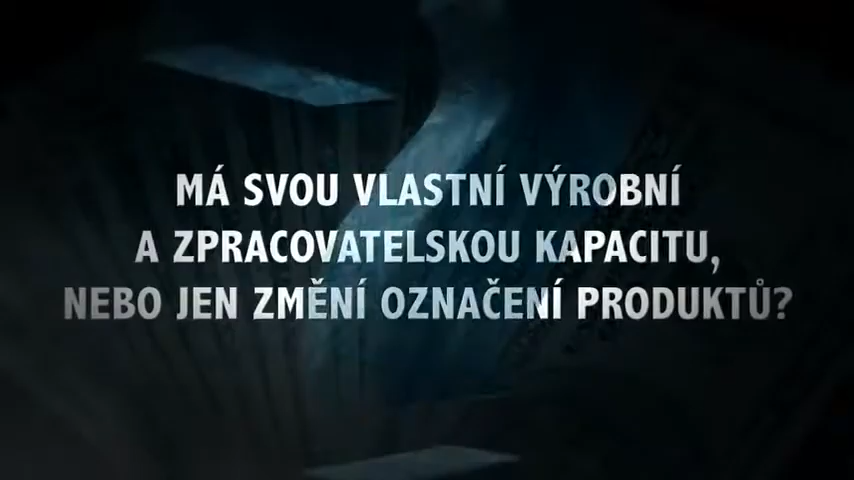 MÁ SVOU VLASTNÍ VÝROBNÍ
A ZPRACOVATELSKOU KAPACITU,
NEBO JEN ZMĚNÍ OZNAČENÍ PRODUKTŮ?